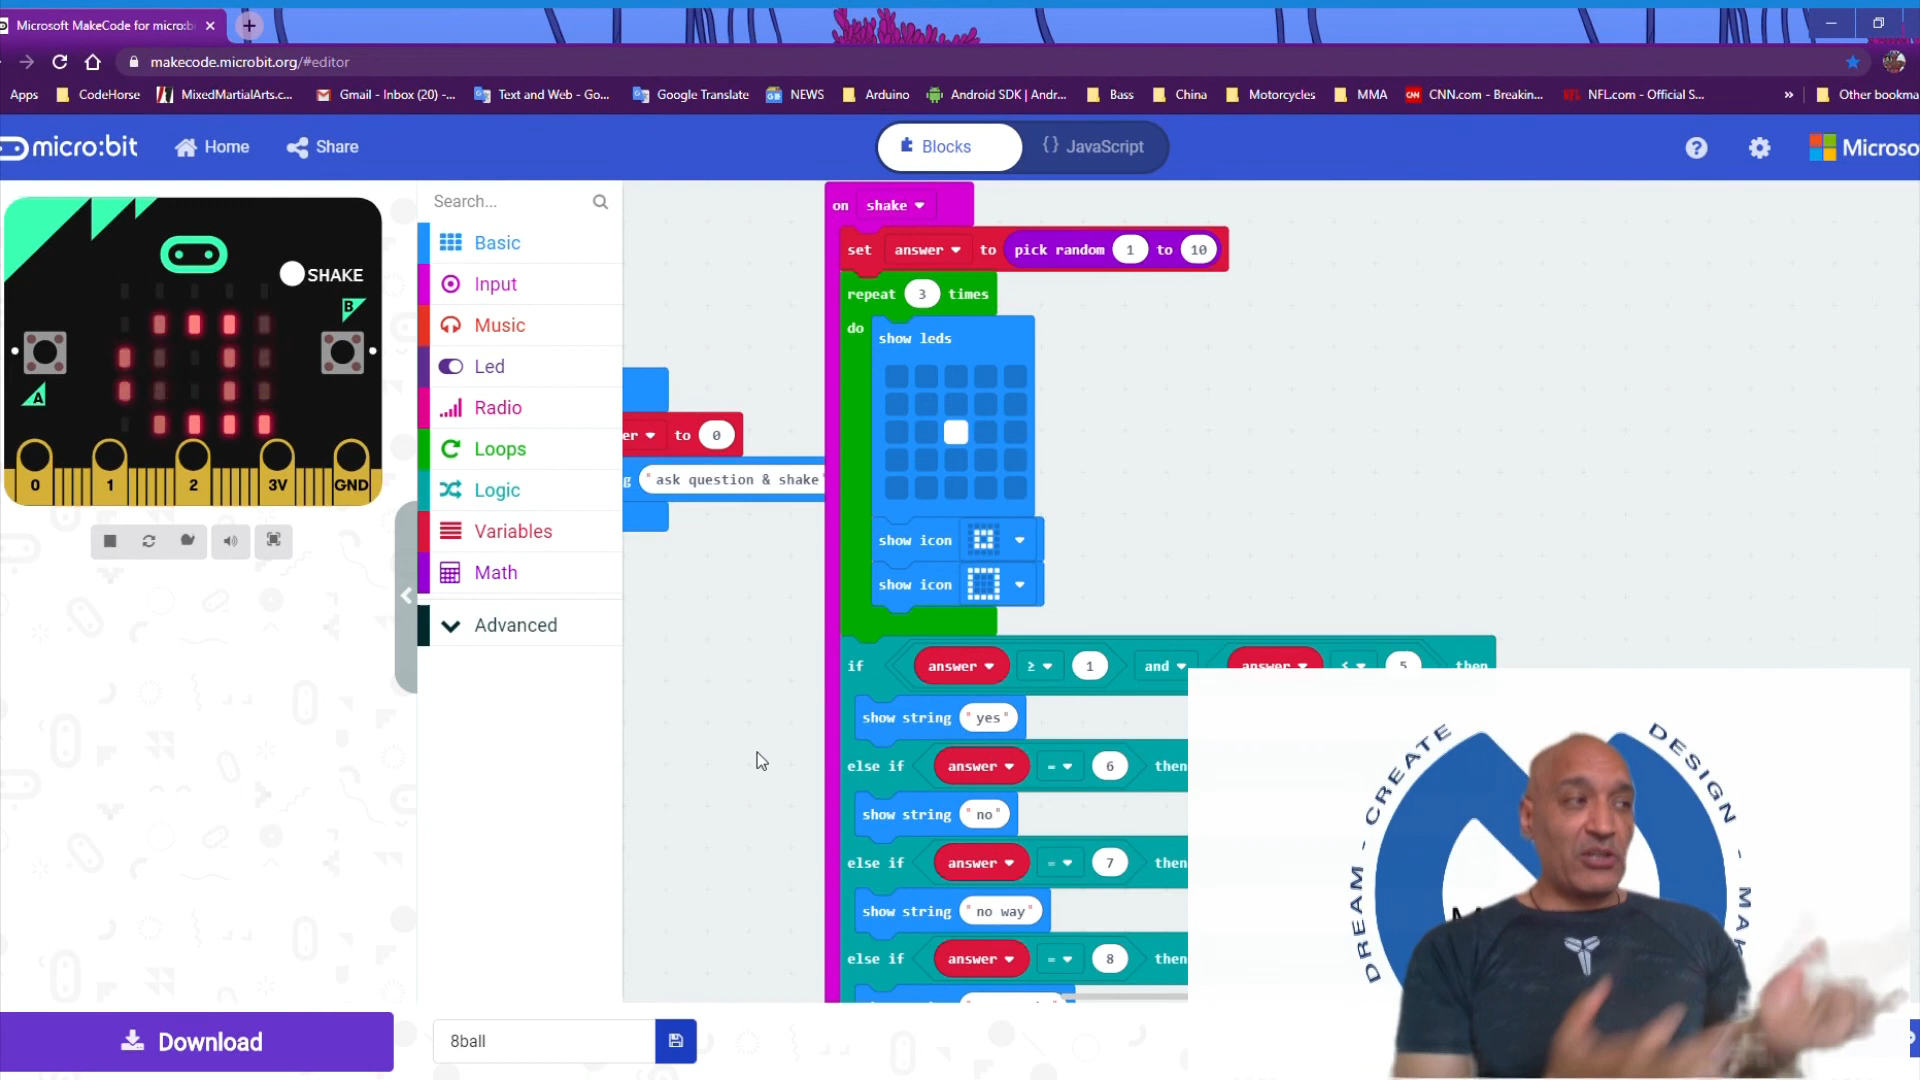 Microsoft MakeCode for micro:b
makecode.microbit.org/#editor
Apps CodeHorse MixedMartialArts.c... Gmail - Inbox (20) -... Text and Web - Go... Google Translate NEWS Arduino Android SDK | Andr... Bass China Motorcycles MMA CNN.com - Breakin... NFL.com - Official S... » Other bookma
micro:bit Home Share Blocks {} JavaScript Microso
Search...
Basic
Input
Music
Led
Radio
Loops
Logic
Variables
Math
Advanced
SHAKE
B
A
0 1 2 3V GND
er to 0
g "ask question & shake"
on shake
set answer to pick random 1 to 10
repeat 3 times
do
show leds
show icon
show icon
if answer ≥ 1 and answer ≤ 5 then
show string "yes"
else if answer = 6 then
show string "no"
else if answer = 7 then
show string "no way"
else if answer = 8 then
DREAM - CREATE
DESIGN - MAK
Download
8ball